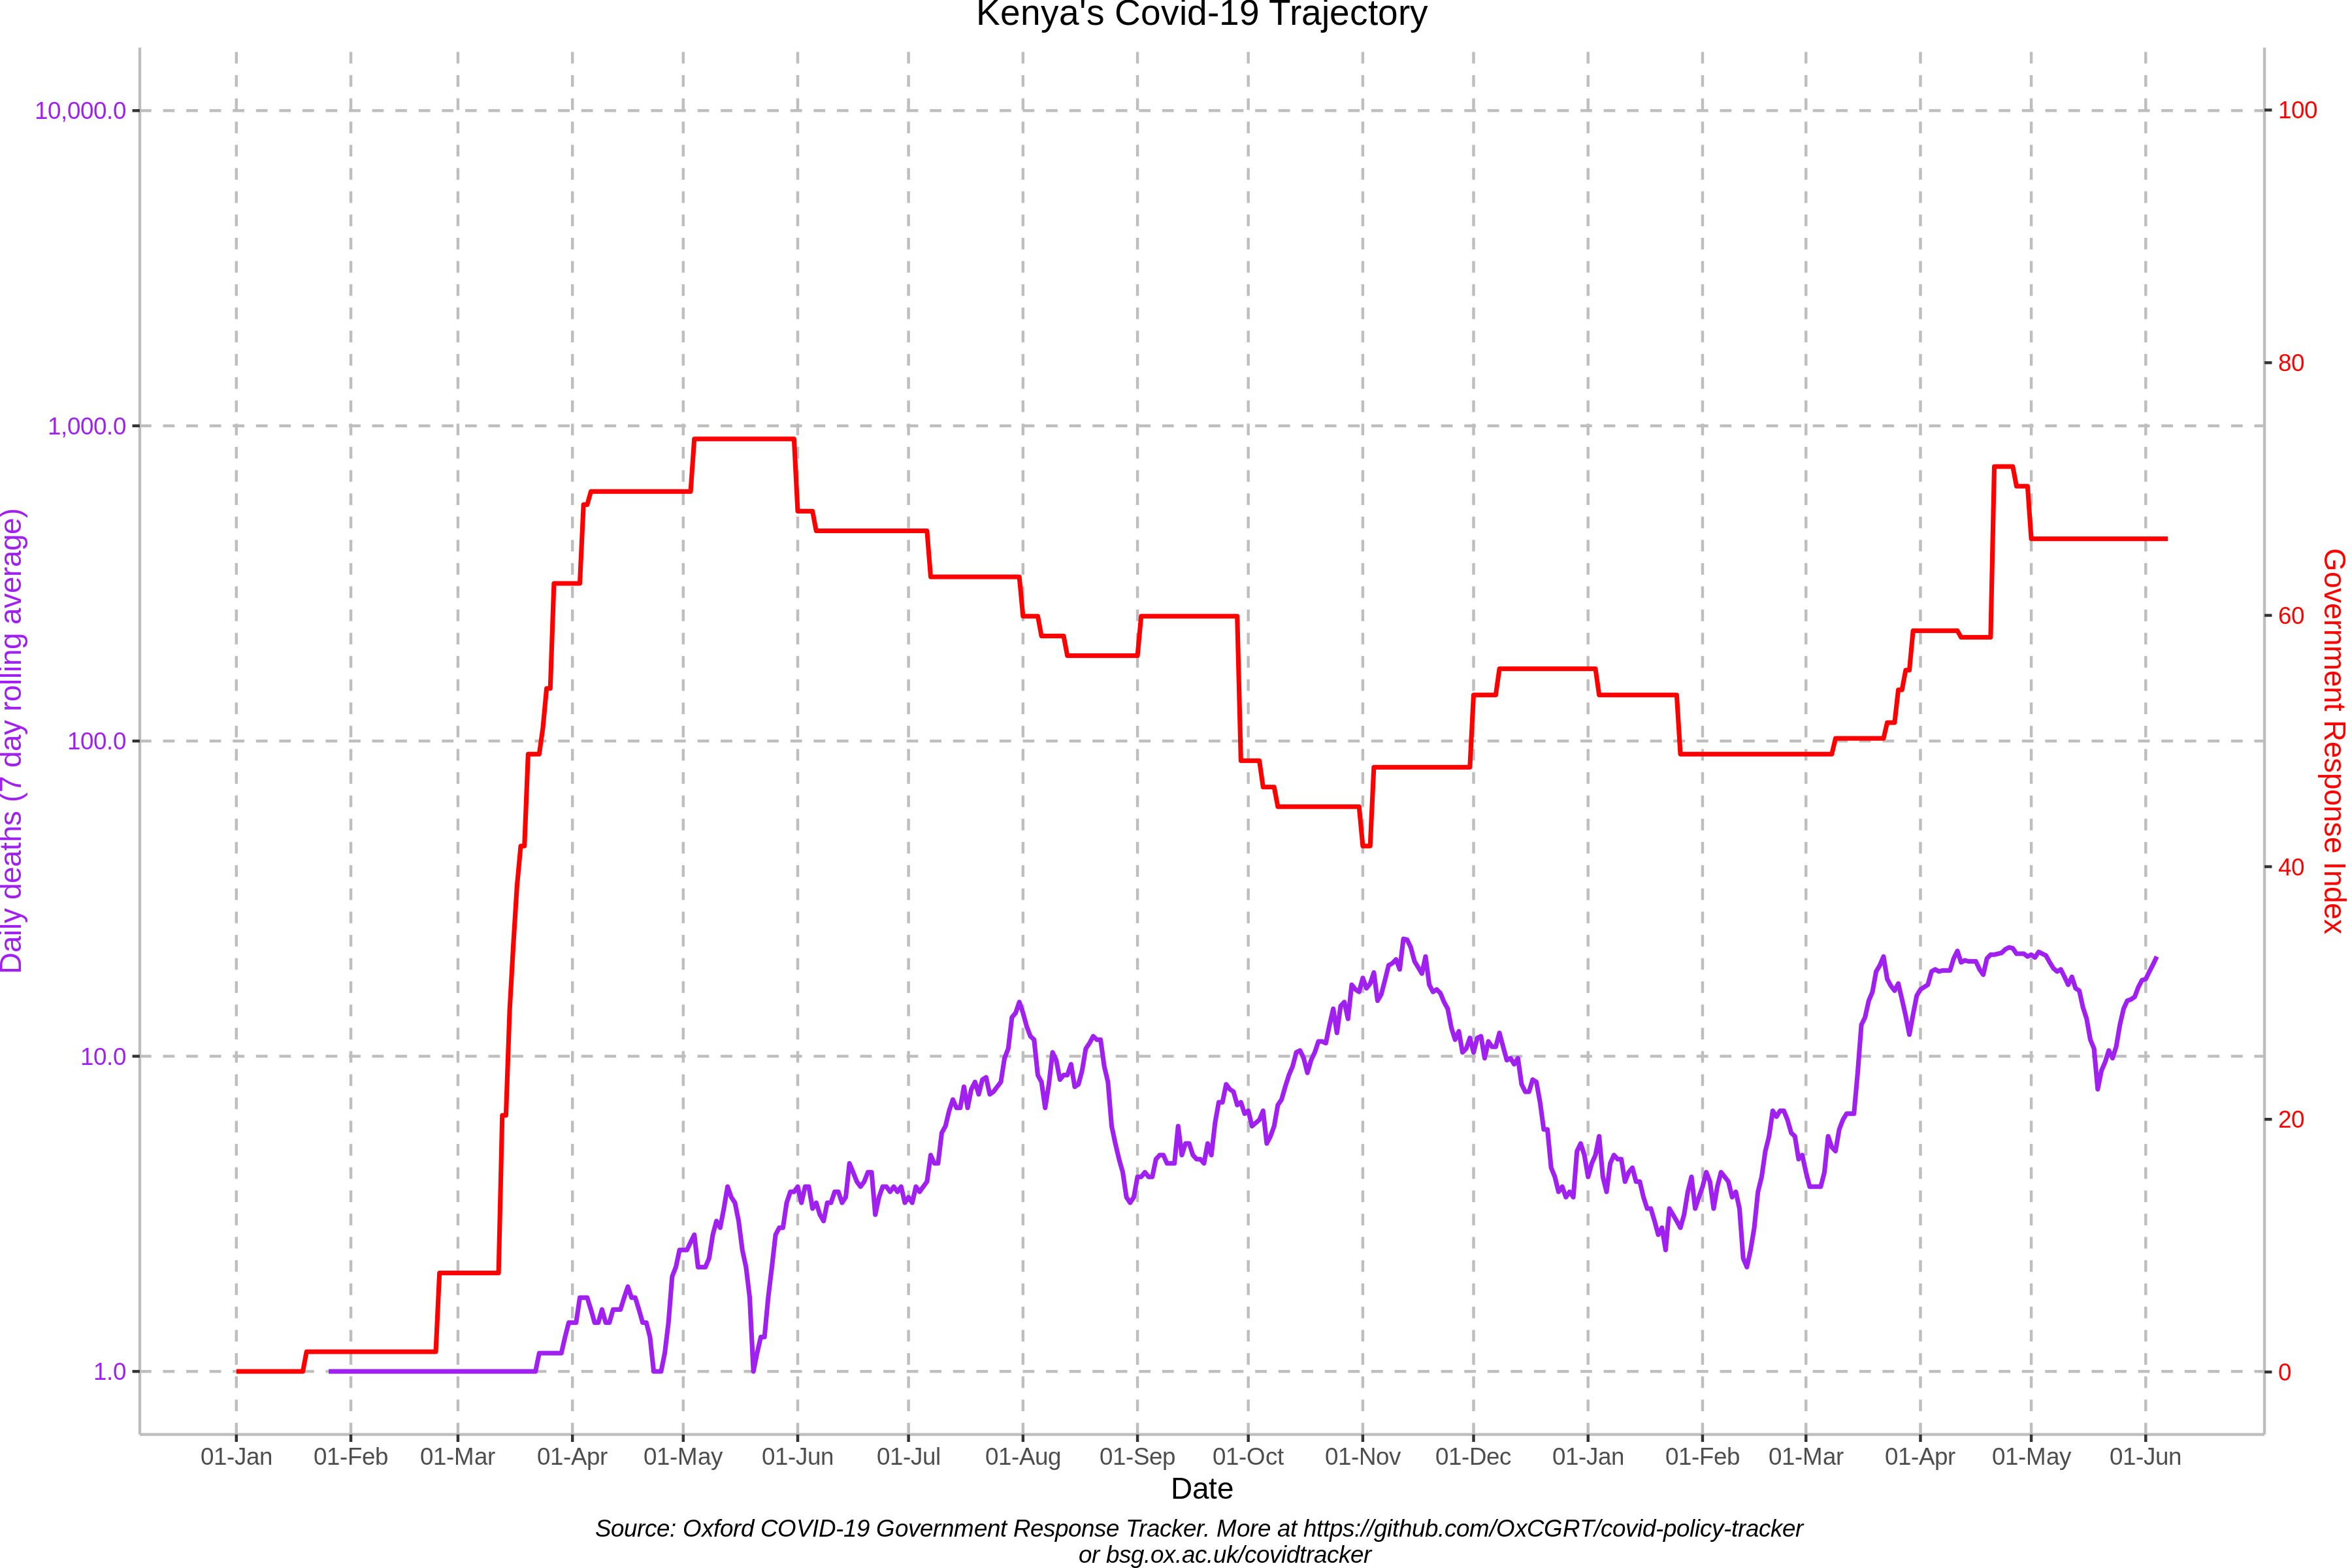 Kenya's Covid-19 Trajectory
10,000.0
1,000.0
100.0
10.0
1.0
Daily deaths (7 day rolling average)
100
80
60
40
20
0
Government Response Index
01-Jan 01-Feb 01-Mar 01-Apr 01-May 01-Jun 01-Jul 01-Aug 01-Sep 01-Oct 01-Nov 01-Dec 01-Jan 01-Feb 01-Mar 01-Apr 01-May 01-Jun
Date
Source: Oxford COVID-19 Government Response Tracker. More at https://github.com/OxCGRT/covid-policy-tracker
or bsg.ox.ac.uk/covidtracker